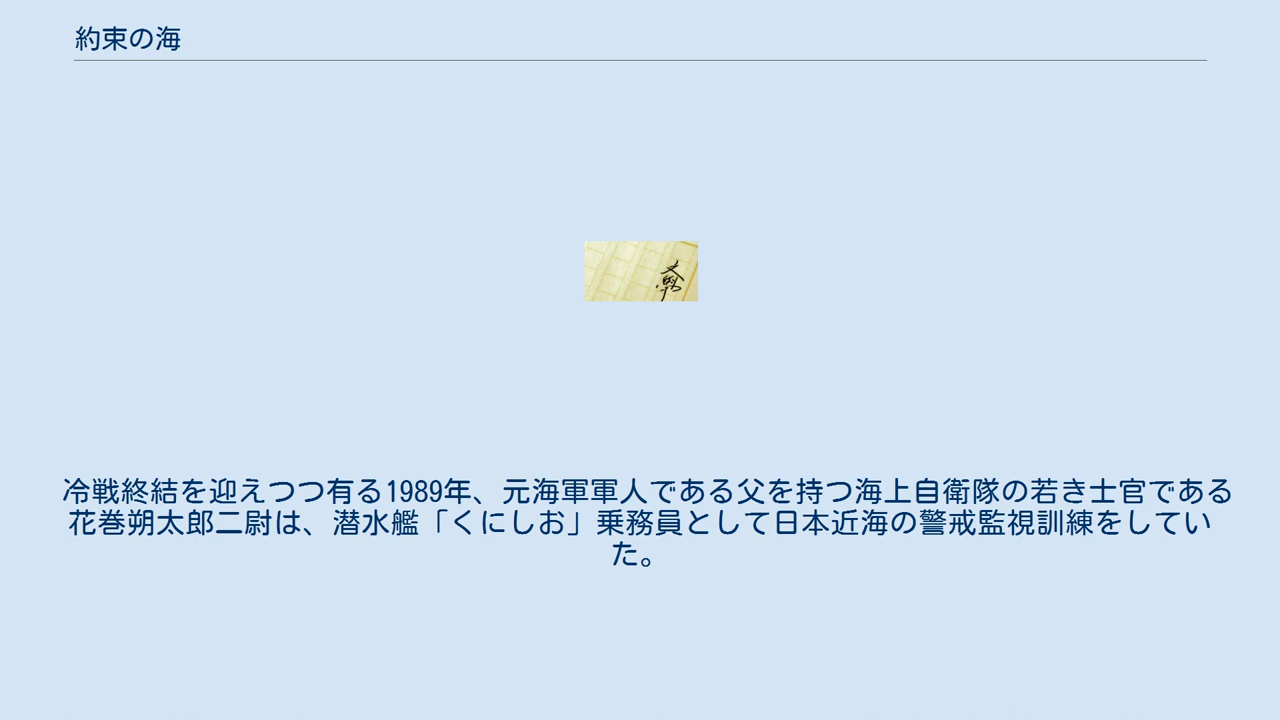 約束の海
冷戦終結を迎えつつ有る1989年、元海軍軍人である父を持つ海上自衛隊の若き士官である
花巻朔太郎二尉は、潜水艦「くにしお」乗務員として日本近海の警戒監視訓練をしてい
た。